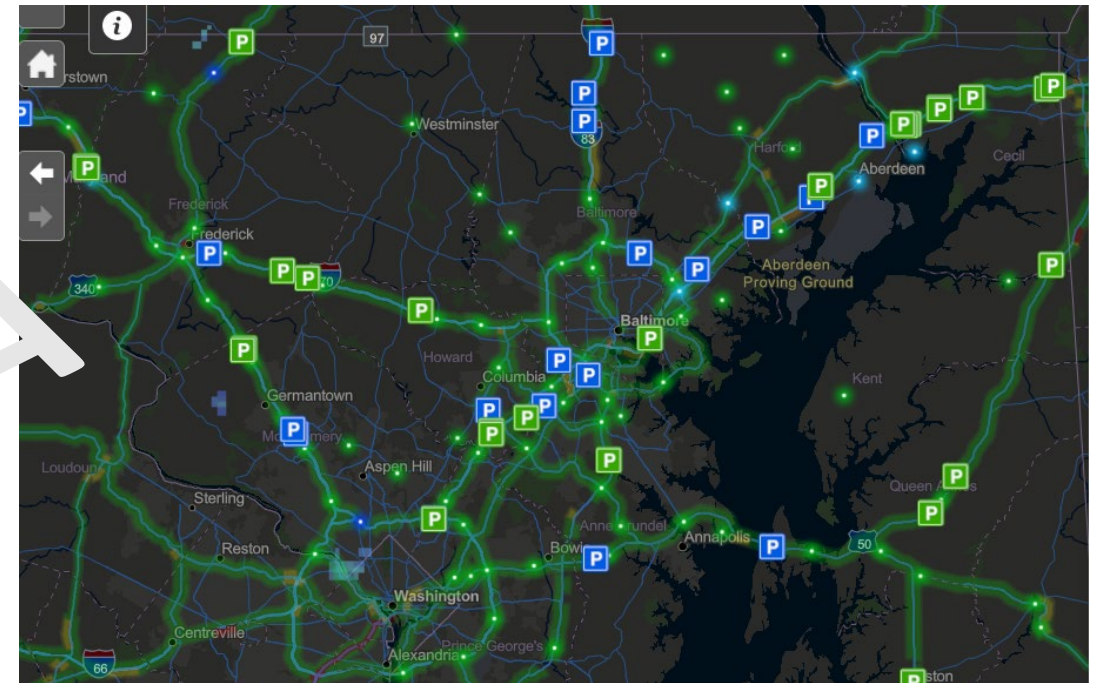 i
97
P
P
rstown
P
P
P
P
P
P
P
Westminster
P
P
83
Harford
P
Aberdeen
Cecil
P
P
Frederick
Baltimore
Frederick
P
P
P
P
Aberdeen
Proving Ground
P
P
P
70
340
P
Baltimore
P
P
Howard
P
P
Columbia
Kent
Germantown
P
P
P
P
P
Loudoun
Aspen Hill
P
Sterling
P
Queen Annes
P
P
Anne Arundel
Reston
Bowie
P
Annapolis
P
50
Washington
Centreville
Prince George's
Alexandria
66
P
ston